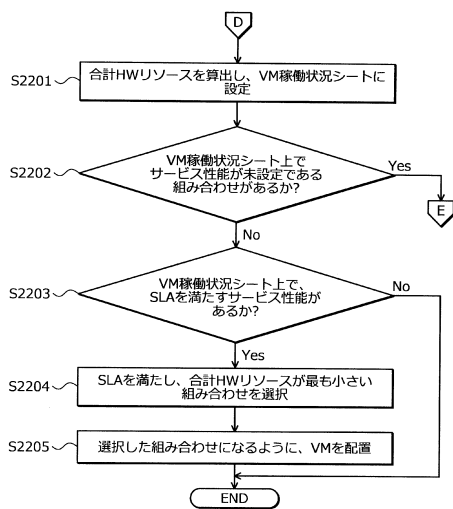 D
S2201
合計HWリソースを算出し、VM稼働状況シートに
設定
S2202
VM稼働状況シート上で
サービス性能が未設定である
組み合わせがあるか?
Yes
E
No
S2203
VM稼働状況シート上で、
SLAを満たすサービス性能が
あるか?
No
Yes
S2204
SLAを満たし、合計HWリソースが最も小さい
組み合わせを選択
S2205
選択した組み合わせになるように、VMを配置
END